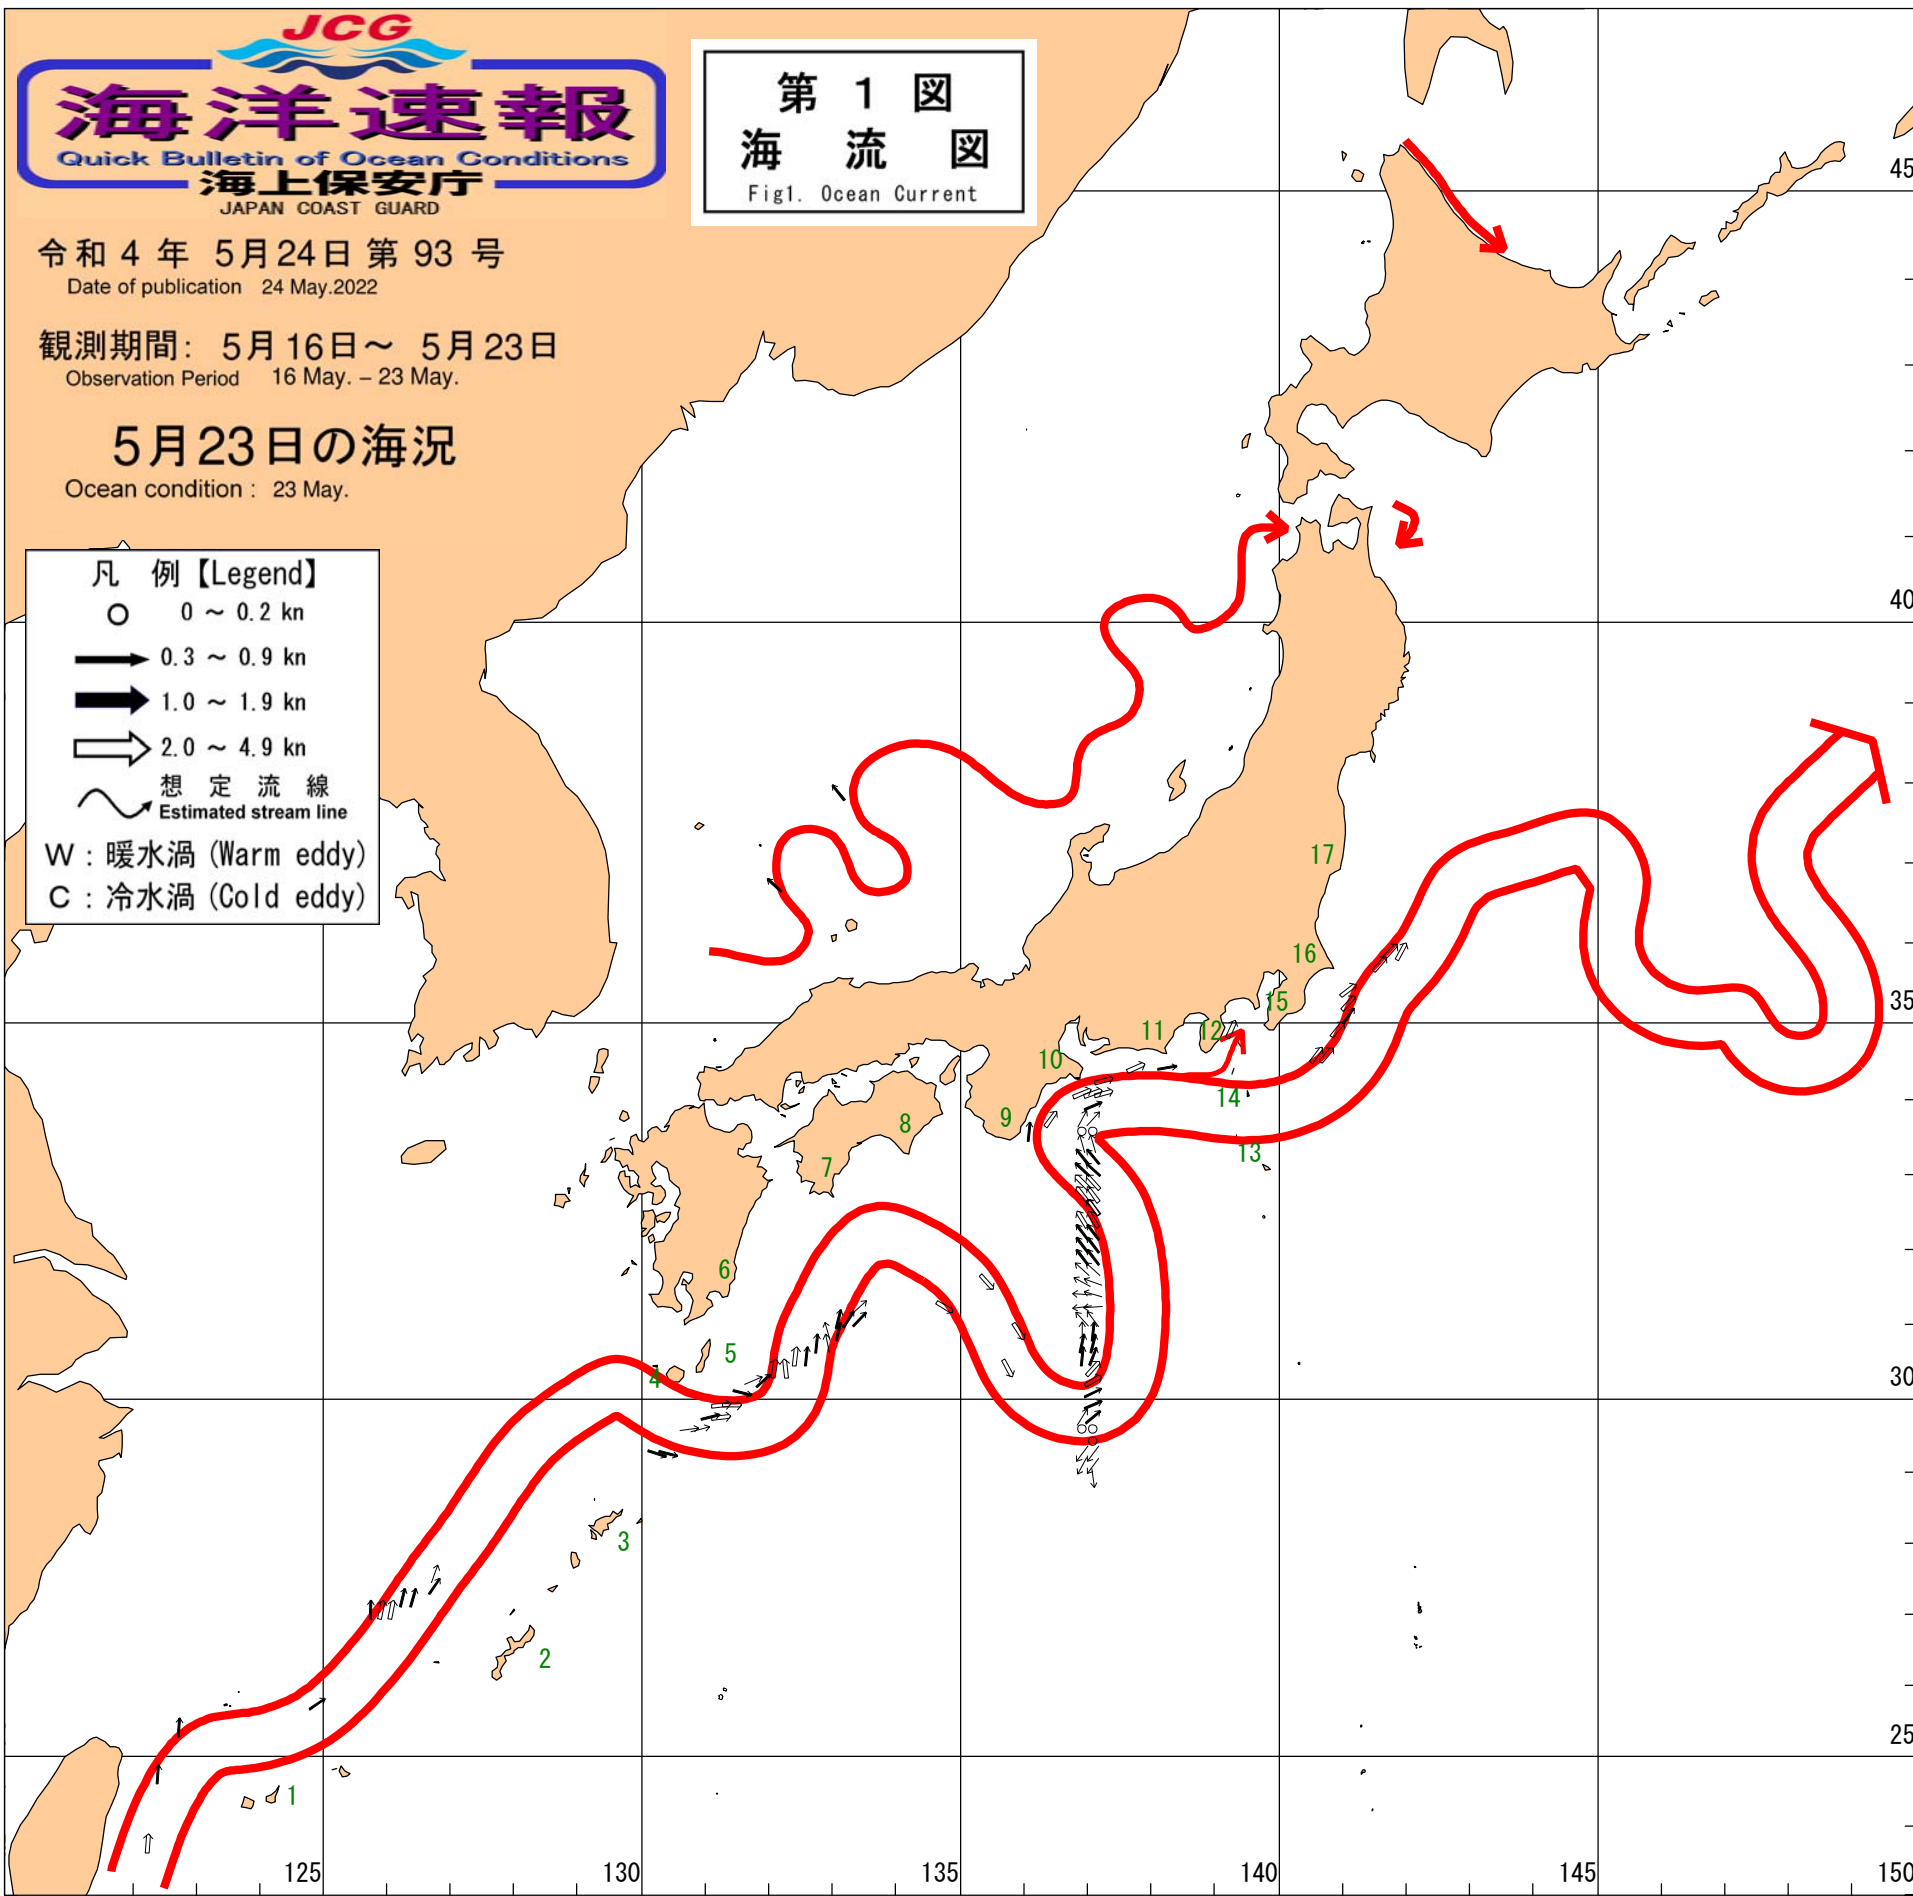 JCG
海洋速報
Quick Bulletin of Ocean Conditions
海上保安庁
JAPAN COAST GUARD
第 1 図
海 流 図
Fig1. Ocean Current
令和 4 年 5月24日 第 93 号
Date of publication 24 May.2022
観測期間: 5月16日～ 5月23日
Observation Period 16 May. – 23 May.
5月23日の海況
Ocean condition : 23 May.
凡 例【Legend】
0 ～ 0.2 kn
0.3 ～ 0.9 kn
1.0 ～ 1.9 kn
2.0 ～ 4.9 kn
想 定 流 線
Estimated stream line
W : 暖水渦 (Warm eddy)
C : 冷水渦 (Cold eddy)
45
40
17
16
35
15
12
11
10
14
9
8
13
7
6
5
4
30
3
2
25
1
125
130
135
140
145
150